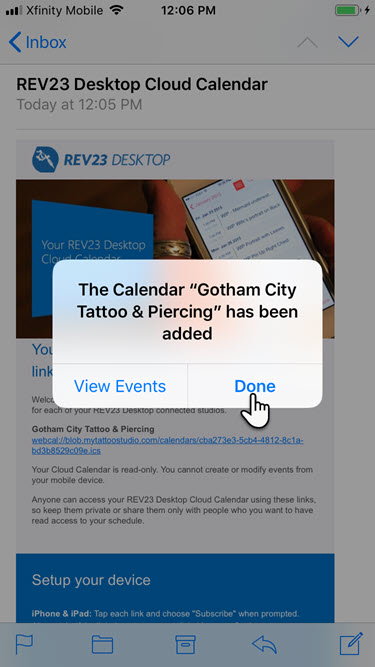 Xfinity Mobile 12:06 PM
Inbox
REV23 Desktop Cloud Calendar
Today at 12:05 PM
REV23 DESKTOP
Your REV23 Desktop
Cloud Calendar
The Calendar “Gotham City
Tattoo & Piercing” has been
added
View Events Done
You
link
Welco
for each of your REV23 Desktop connected studios.
Gotham City Tattoo & Piercing
webcal://blob.mytattoostudio.com/calendars/cba273e3-5cb4-4812-8c1a-
bd3b8529c09e.ics
Your Cloud Calendar is read-only. You cannot create or modify events from
your mobile device.
Anyone can access your REV23 Desktop Cloud Calendar using these links,
so keep them private or share them only with people who you want to have
read access to your schedule.
Setup your device
iPhone & iPad: Tap each link and choose "Subscribe" when prompted.